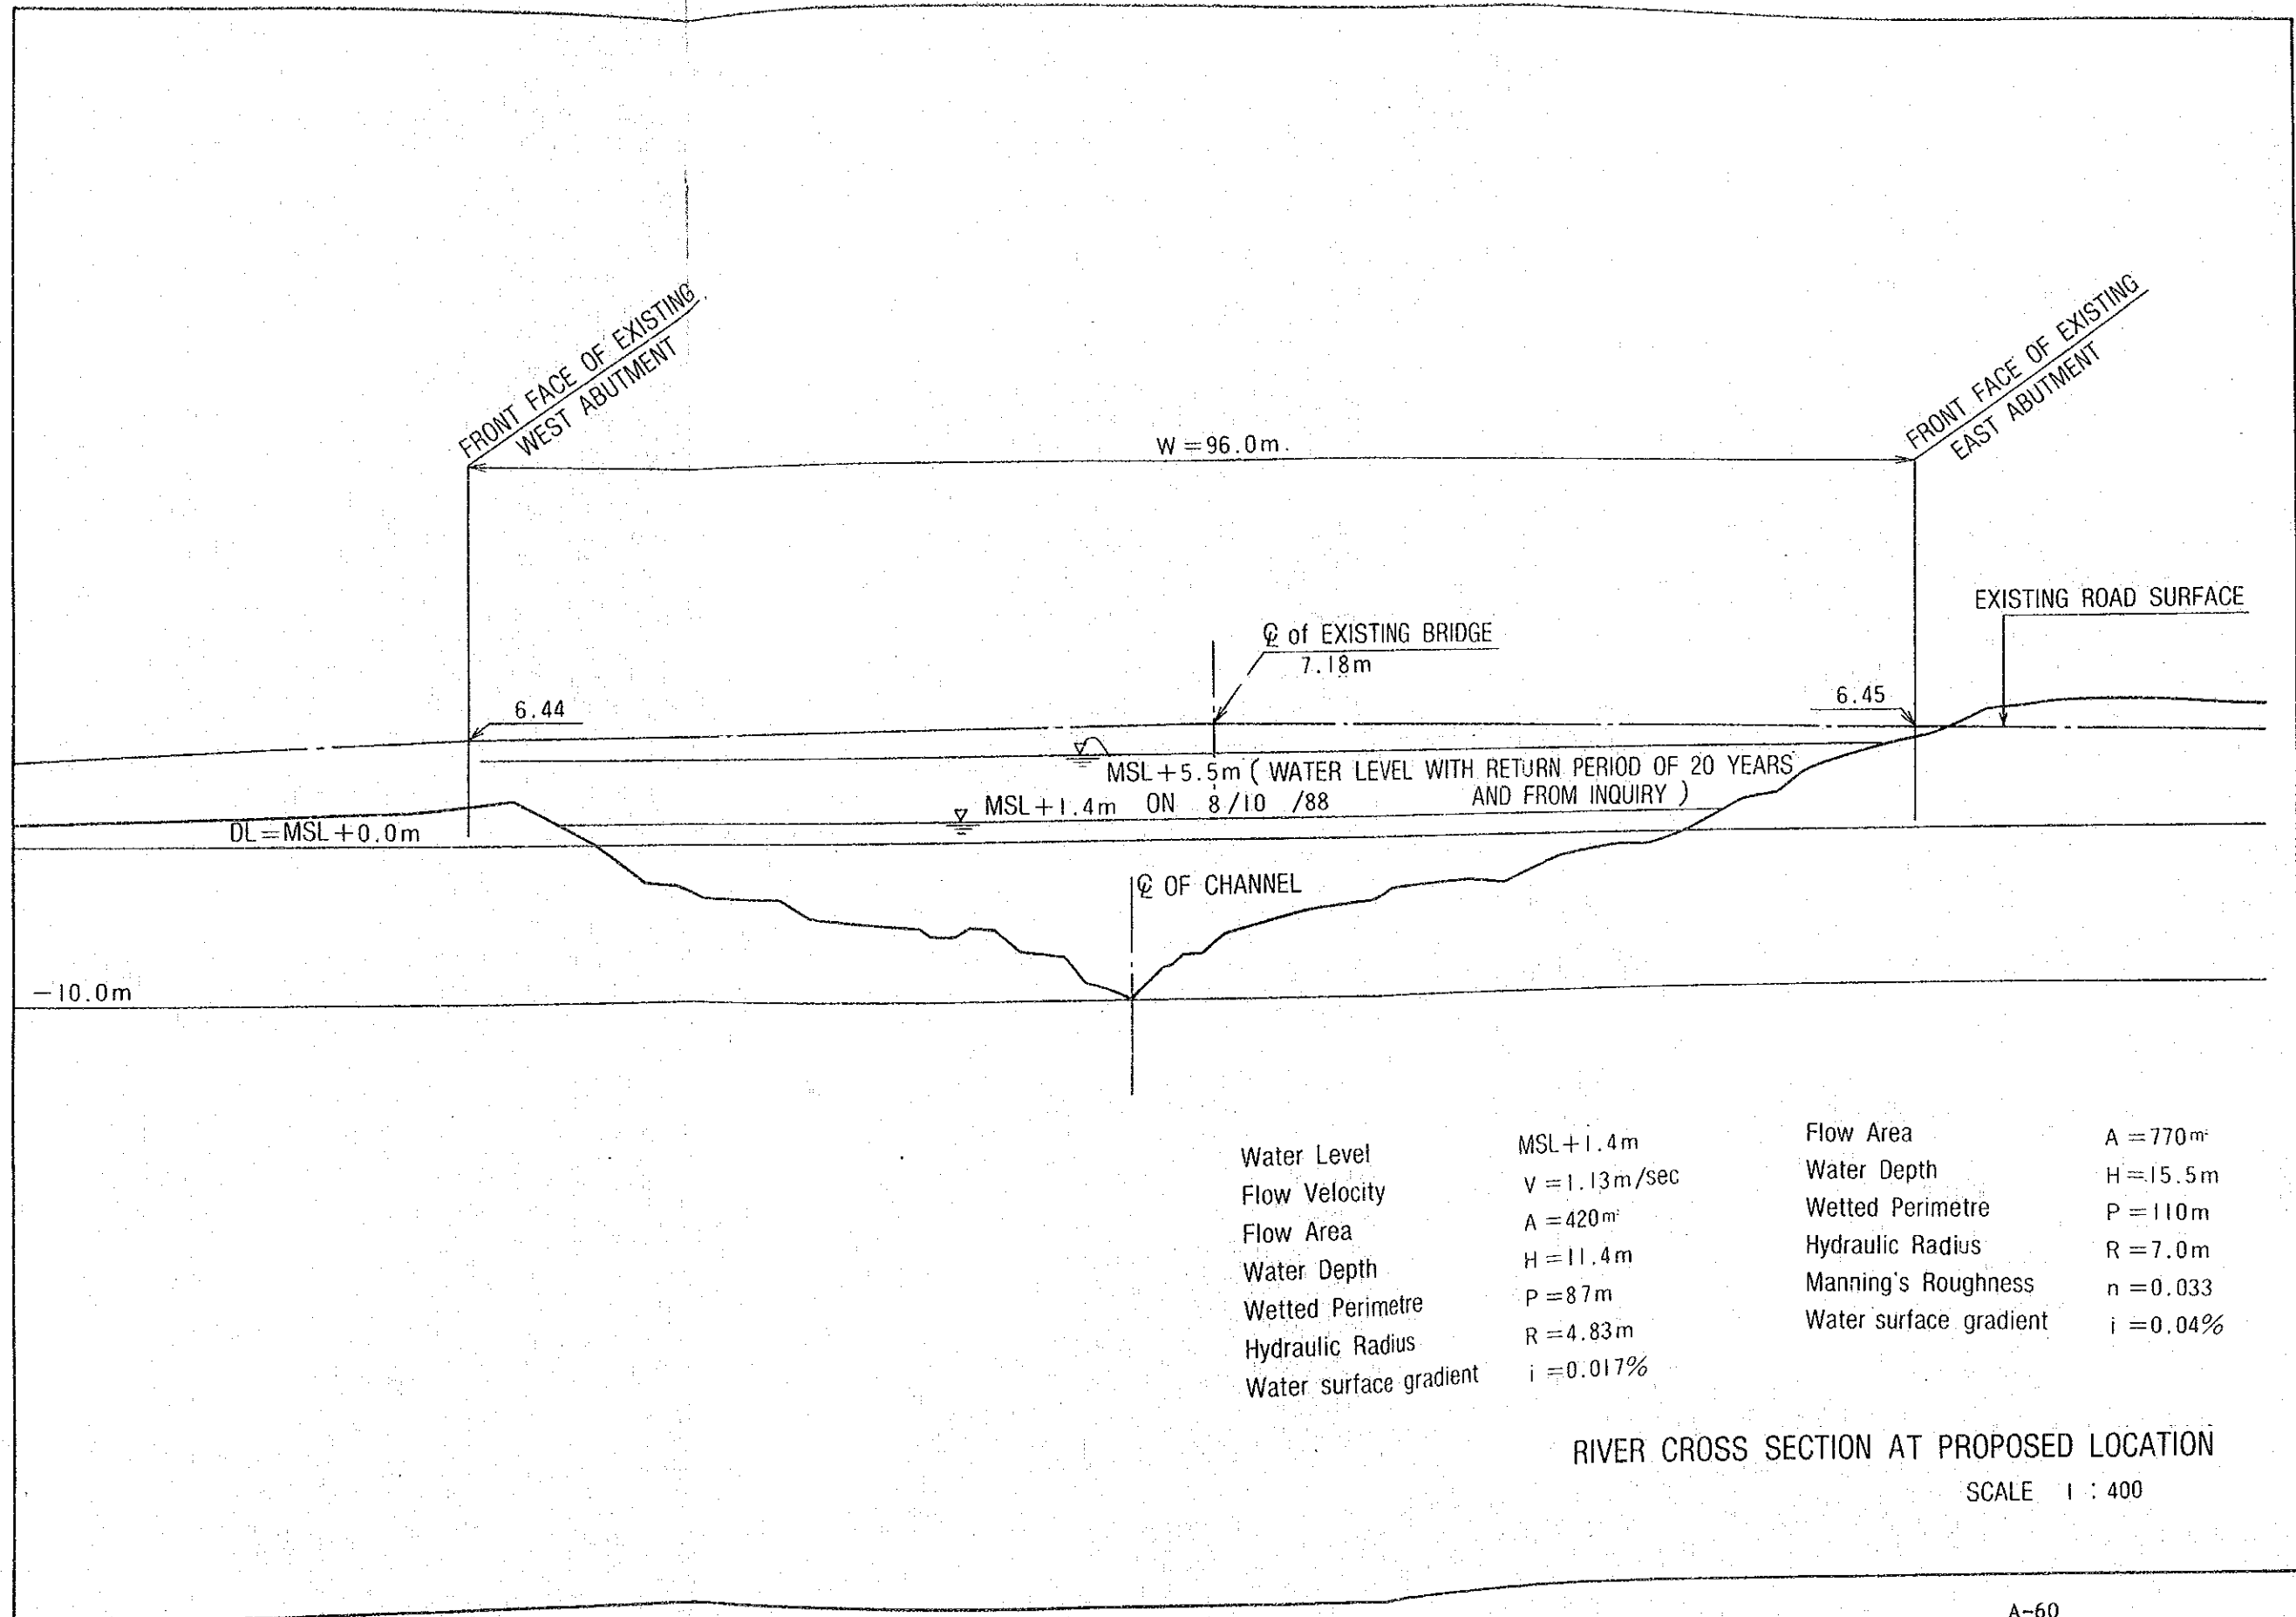 FRONT FACE OF EXISTING
WEST ABUTMENT
FRONT FACE OF EXISTING
EAST ABUTMENT
W=96.0m.
EXISTING ROAD SURFACE
℄ of EXISTING BRIDGE
7.18m
6.44
6.45
MSL+5.5m ( WATER LEVEL WITH RETURN PERIOD OF 20 YEARS
AND FROM INQUIRY )
MSL+1.4m ON 8/10 /88
DL=MSL+0.0m
℄ OF CHANNEL
-10.0m
Water Level MSL+1.4m
Flow Velocity V=1.13m/sec
Flow Area A=420m²
Water Depth H=11.4m
Wetted Perimetre P=87m
Hydraulic Radius R=4.83m
Water surface gradient i=0.017%
Flow Area A=770m²
Water Depth H=15.5m
Wetted Perimetre P=110m
Hydraulic Radius R=7.0m
Manning's Roughness n=0.033
Water surface gradient i=0.04%
RIVER CROSS SECTION AT PROPOSED LOCATION
SCALE 1 : 400
A-60